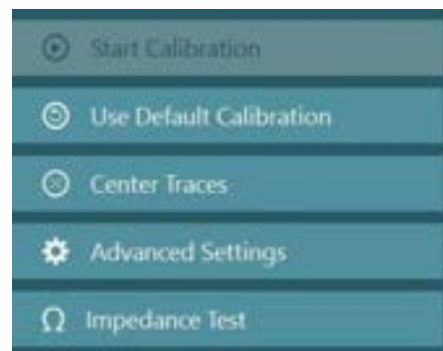 Start Calibration
Use Default Calibration
Center Traces
Advanced Settings
Impedance Test